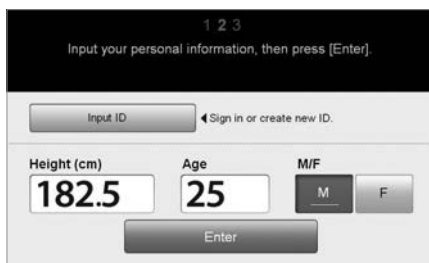 1 2 3
Input your personal information, then press [Enter].
Input ID ◀ Sign in or create new ID.
Height (cm) Age M/F
182.5 25 M F
Enter